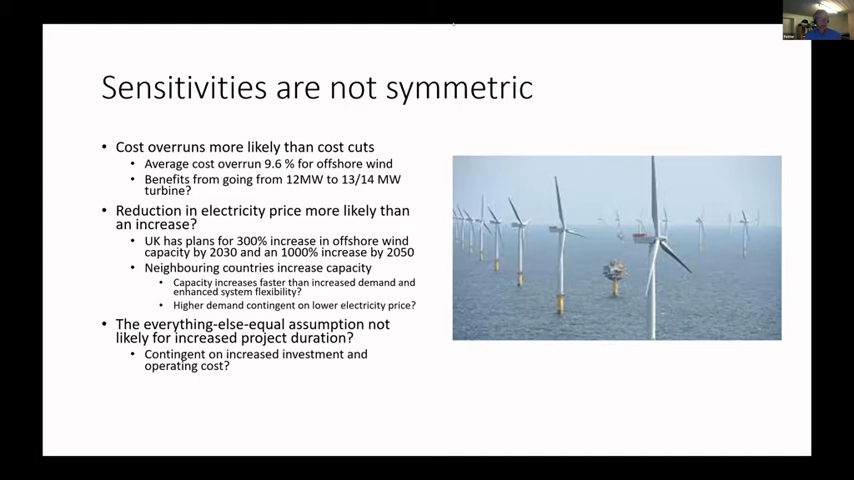 Sensitivities are not symmetric
• Cost overruns more likely than cost cuts
• Average cost overrun 9.6 % for offshore wind
• Benefits from going from 12MW to 13/14 MW
turbine?
• Reduction in electricity price more likely than
an increase?
• UK has plans for 300% increase in offshore wind
capacity by 2030 and an 1000% increase by 2050
• Neighbouring countries increase capacity
• Capacity increases faster than increased demand and
enhanced system flexibility?
• Higher demand contingent on lower electricity price?
• The everything-else-equal assumption not
likely for increased project duration?
• Contingent on increased investment and
operating cost?